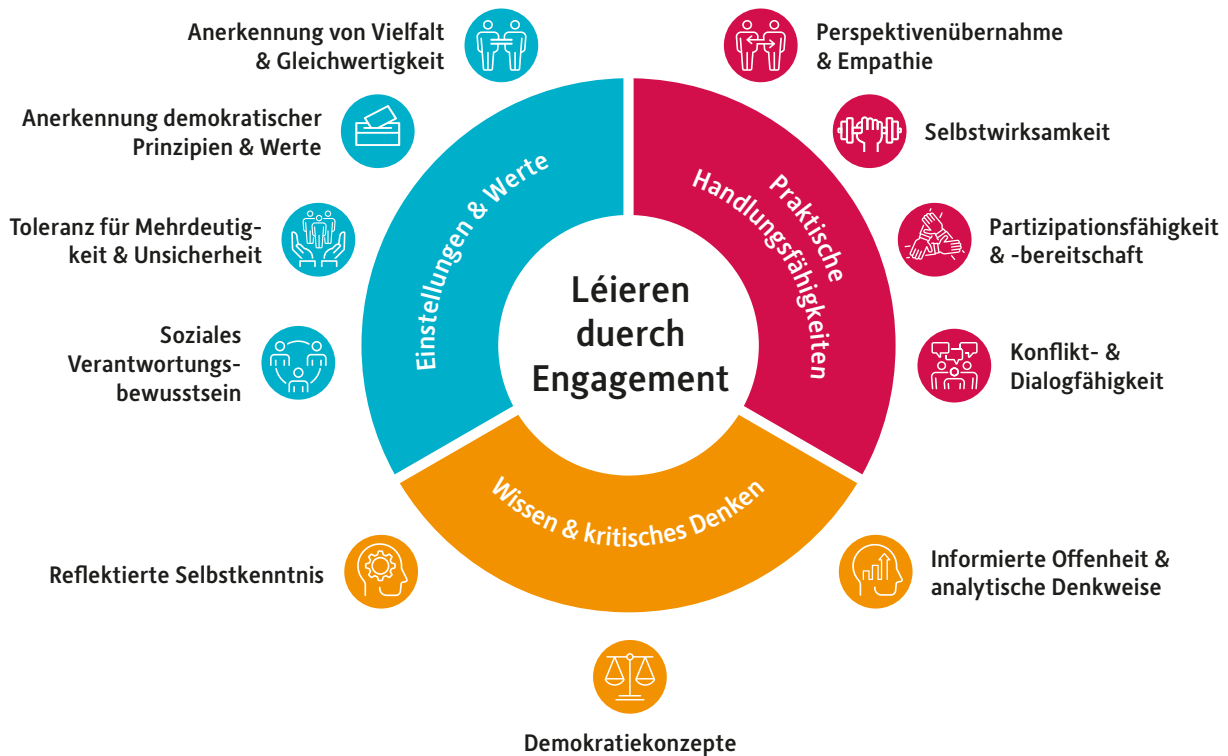 Anerkennung von Vielfalt
& Gleichwertigkeit
Anerkennung demokratischer
Prinzipien & Werte
Toleranz für Mehrdeutig-
keit & Unsicherheit
Soziales
Verantwortungs-
bewusstsein
Einstellungen & Werte
Perspektivenübernahme
& Empathie
Selbstwirksamkeit
Partizipationsfähigkeit
& -bereitschaft
Konflikt- &
Dialogfähigkeit
Praktische
Handlungsfähigkeiten
Léieren
duerch
Engagement
Wissen & kritisches Denken
Reflektierte Selbstkenntnis
Informierte Offenheit &
analytische Denkweise
Demokratiekonzepte